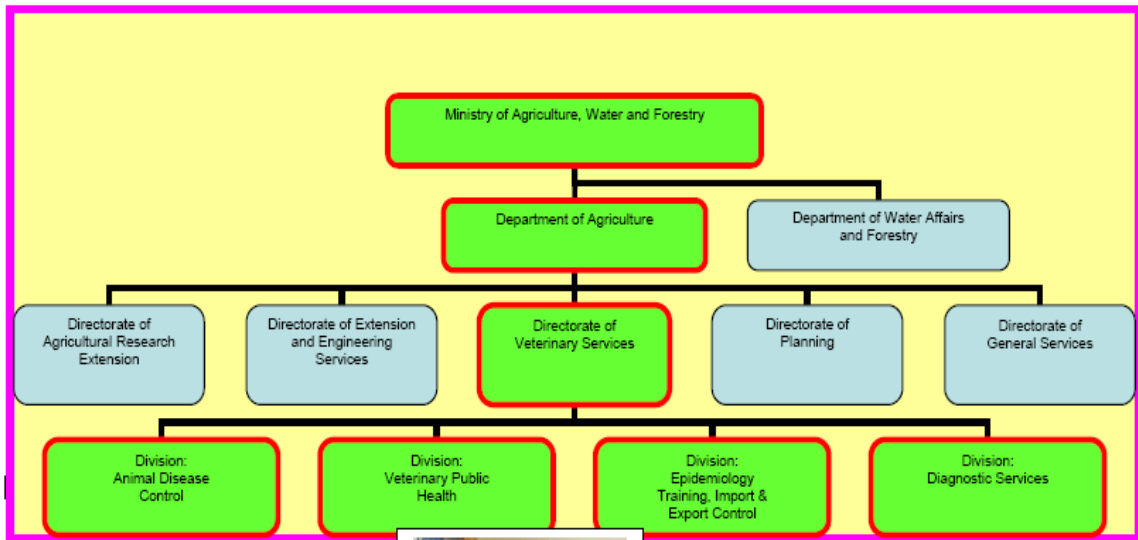 Ministry of Agriculture, Water and Forestry
Department of Agriculture
Department of Water Affairs
and Forestry
Directorate of
Agricultural Research
Extension
Directorate of Extension
and Engineering
Services
Directorate of
Veterinary Services
Directorate of
Planning
Directorate of
General Services
Division:
Animal Disease
Control
Division:
Veterinary Public
Health
Division:
Epidemiology
Training, Import &
Export Control
Division:
Diagnostic Services